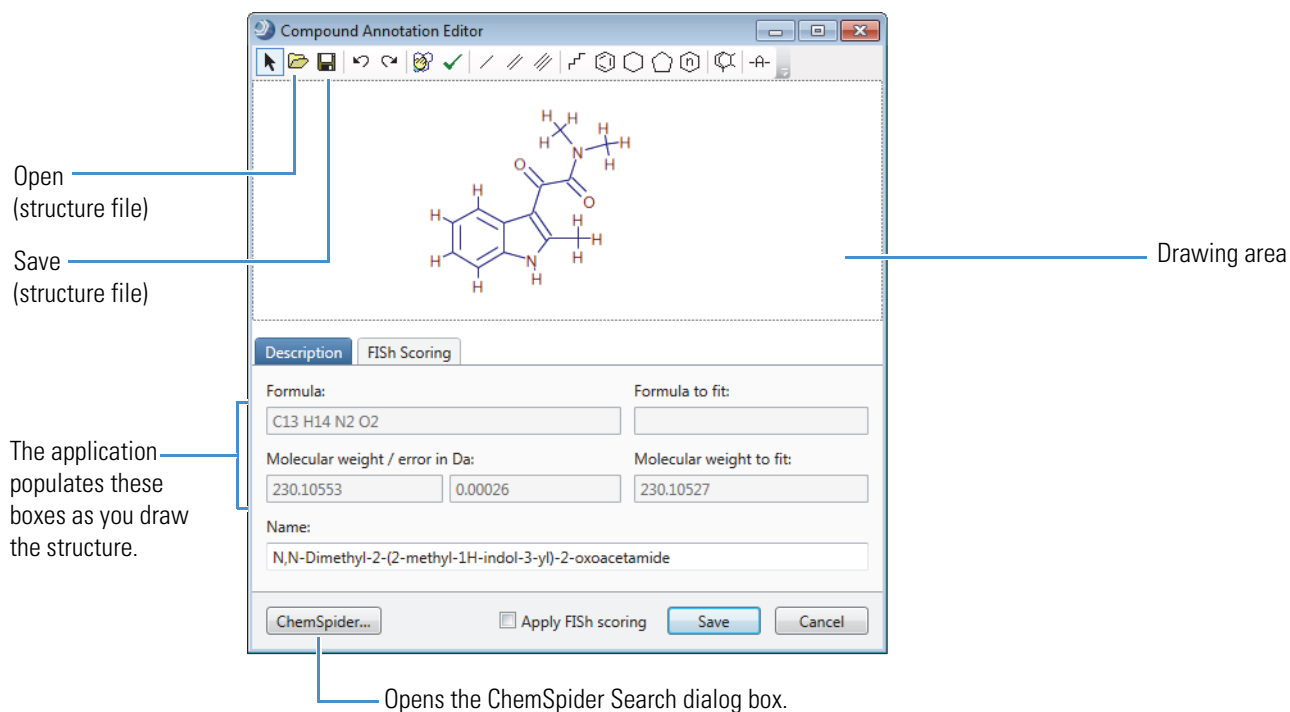 Compound Annotation Editor
n
-A-
H
H
H
H
N
H
H
O
H
O
H
H
H
H
H
N
H
H
H
Open
(structure file)
Save
(structure file)
Drawing area
Description
FISh Scoring
Formula:
Formula to fit:
C13 H14 N2 O2
Molecular weight / error in Da:
Molecular weight to fit:
230.10553
0.00026
230.10527
The application
populates these
boxes as you draw
the structure.
Name:
N,N-Dimethyl-2-(2-methyl-1H-indol-3-yl)-2-oxoacetamide
ChemSpider...
Apply FISh scoring
Save
Cancel
Opens the ChemSpider Search dialog box.